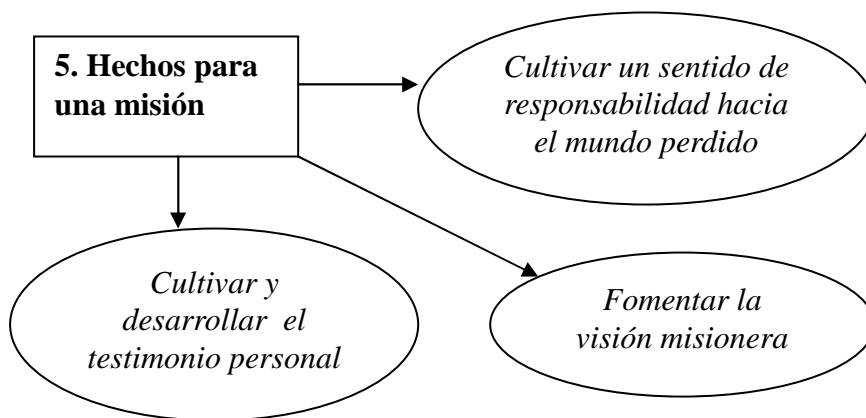 5. Hechos para
una misión
Cultivar un sentido de
responsabilidad hacia
el mundo perdido
Cultivar y
desarrollar el
testimonio personal
Fomentar la
visión misionera